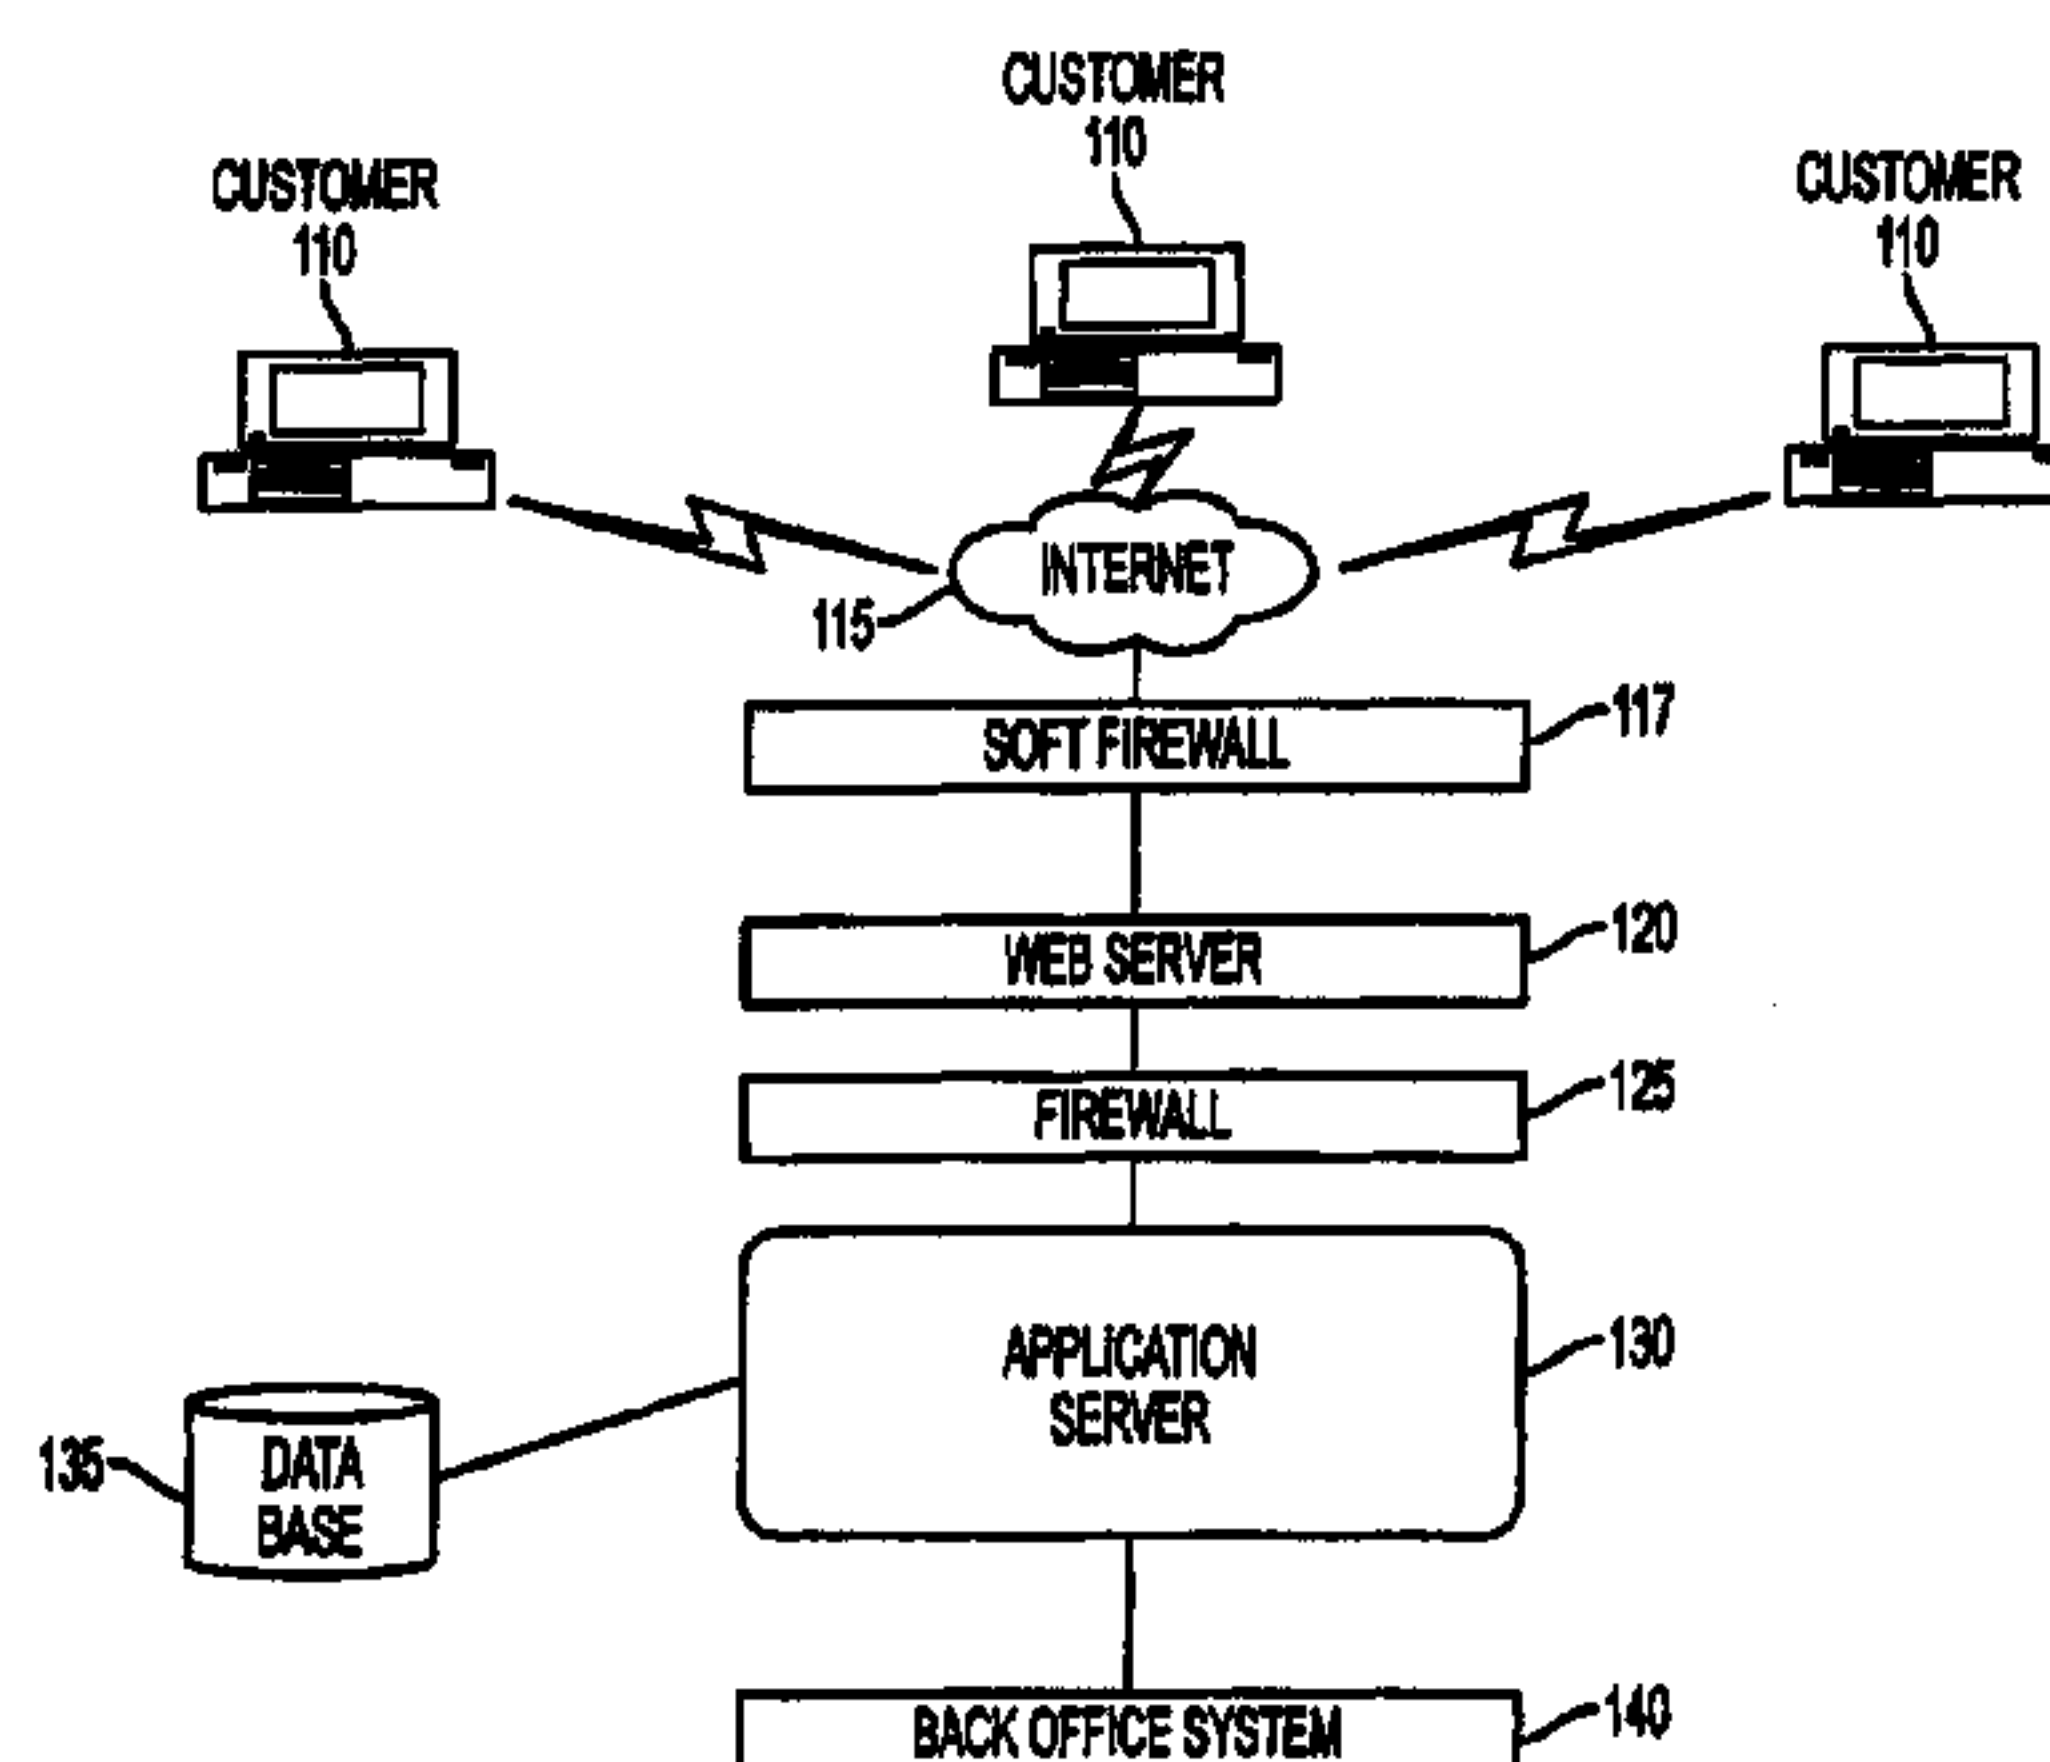 CUSTOMER
110
CUSTOMER
110
CUSTOMER
110
INTERNET
115
SOFT FIREWALL
117
WEB SERVER
120
FIREWALL
125
APPLICATION
SERVER
130
DATA
BASE
135
BACK OFFICE SYSTEM
140